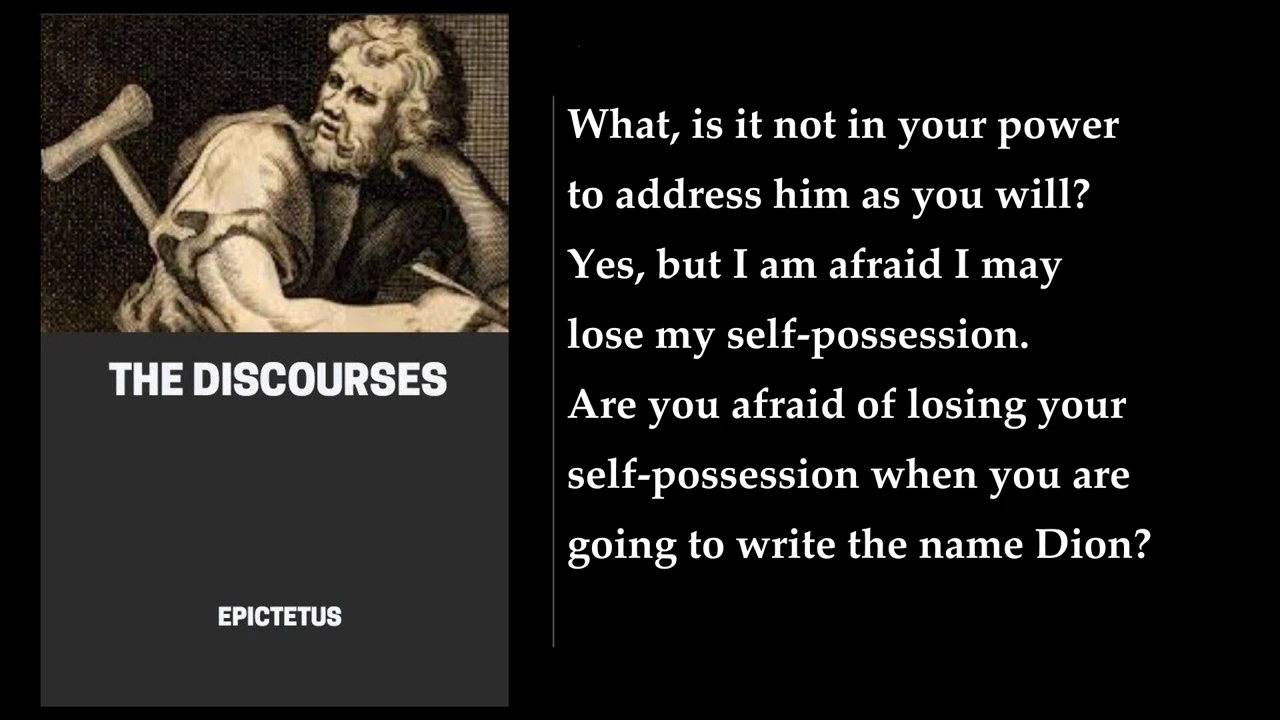 THE DISCOURSES
EPICTETUS
What, is it not in your power
to address him as you will?
Yes, but I am afraid I may
lose my self-possession.
Are you afraid of losing your
self-possession when you are
going to write the name Dion?